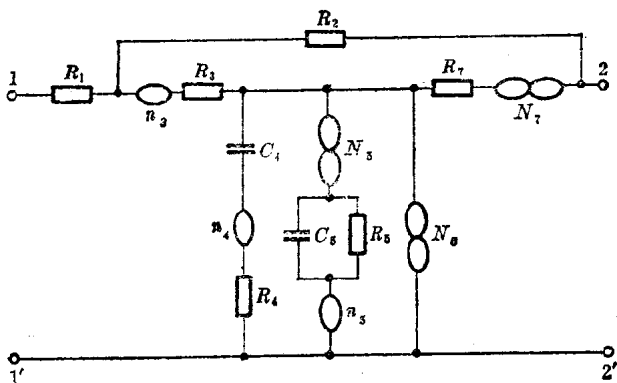 R₂
1 R₁ n₃ R₃ R₇ N₇ 2
C₄ N₅
n₄ C₅ R₅ N₆
R₄ n₅
1′ 2′